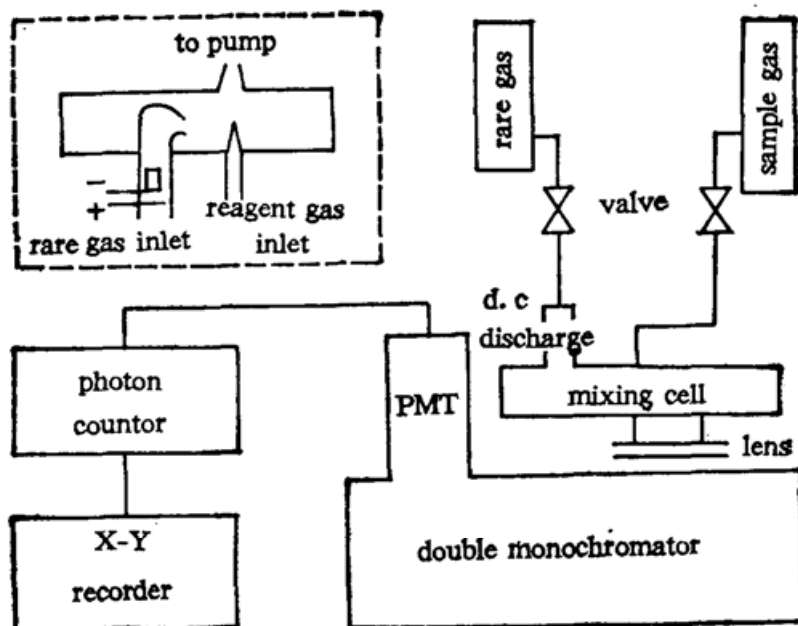 to pump
−
+
rare gas inlet
reagent gas
inlet
rare gas
sample gas
valve
d. c
discharge
mixing cell
lens
photon
countor
PMT
X-Y
recorder
double monochromator